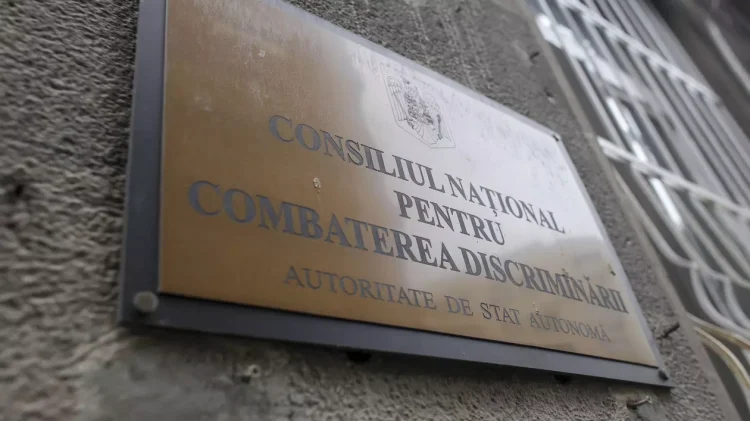 CONSILIUL NAȚIONAL
PENTRU
COMBATEREA DISCRIMINĂRII
AUTORITATE DE STAT AUTONOMĂ